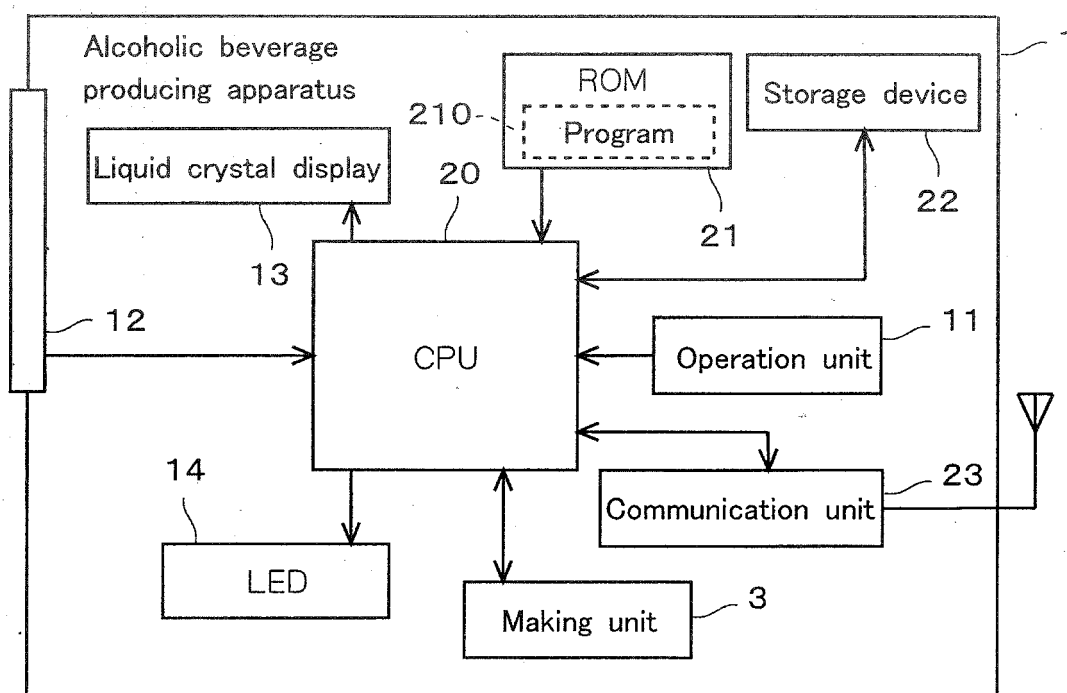 Alcoholic beverage
producing apparatus
ROM
210
Program
Storage device
Liquid crystal display
20
21
22
13
12
11
CPU
Operation unit
14
23
Communication unit
LED
3
Making unit